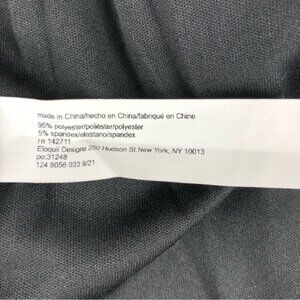 made in China/hecho en China/fabriqué en Chine
95% polyester/poliéster/polyester
5% spandex/elastano/spandex
rn 142711
Eloquii Designs 250 Hudson St.New York, NY 10013
po:31248
124 8056 033 9/21